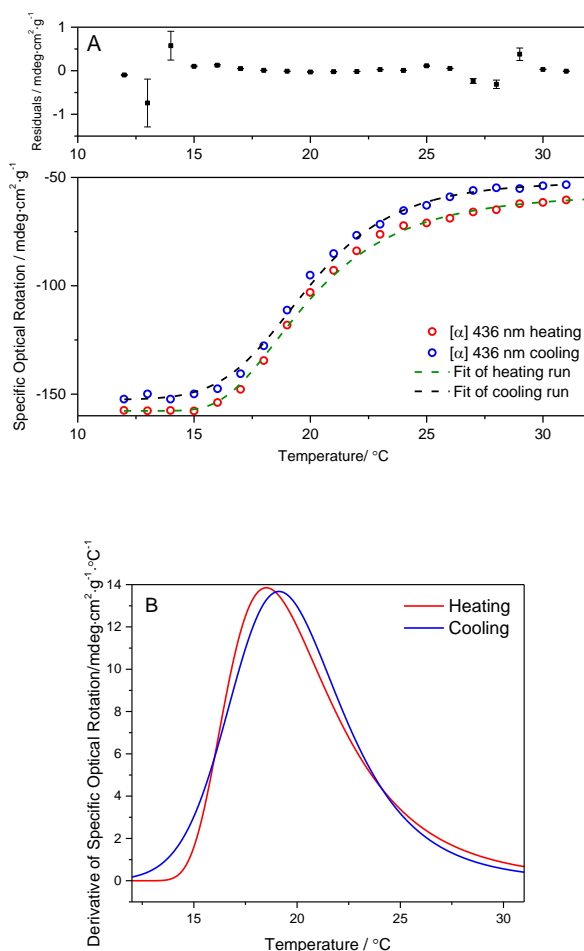 A
Residuals / mdeg·cm²·g⁻¹
1
0
-1
10
15
20
25
30
Specific Optical Rotation / mdeg·cm²·g⁻¹
-50
-100
-150
[α] 436 nm heating
[α] 436 nm cooling
Fit of heating run
Fit of cooling run
10
15
20
25
30
Temperature/ °C
B
Derivative of Specific Optical Rotation/mdeg·cm²·g⁻¹·°C⁻¹
14
12
10
8
6
4
2
0
Heating
Cooling
15
20
25
30
Temperature / °C